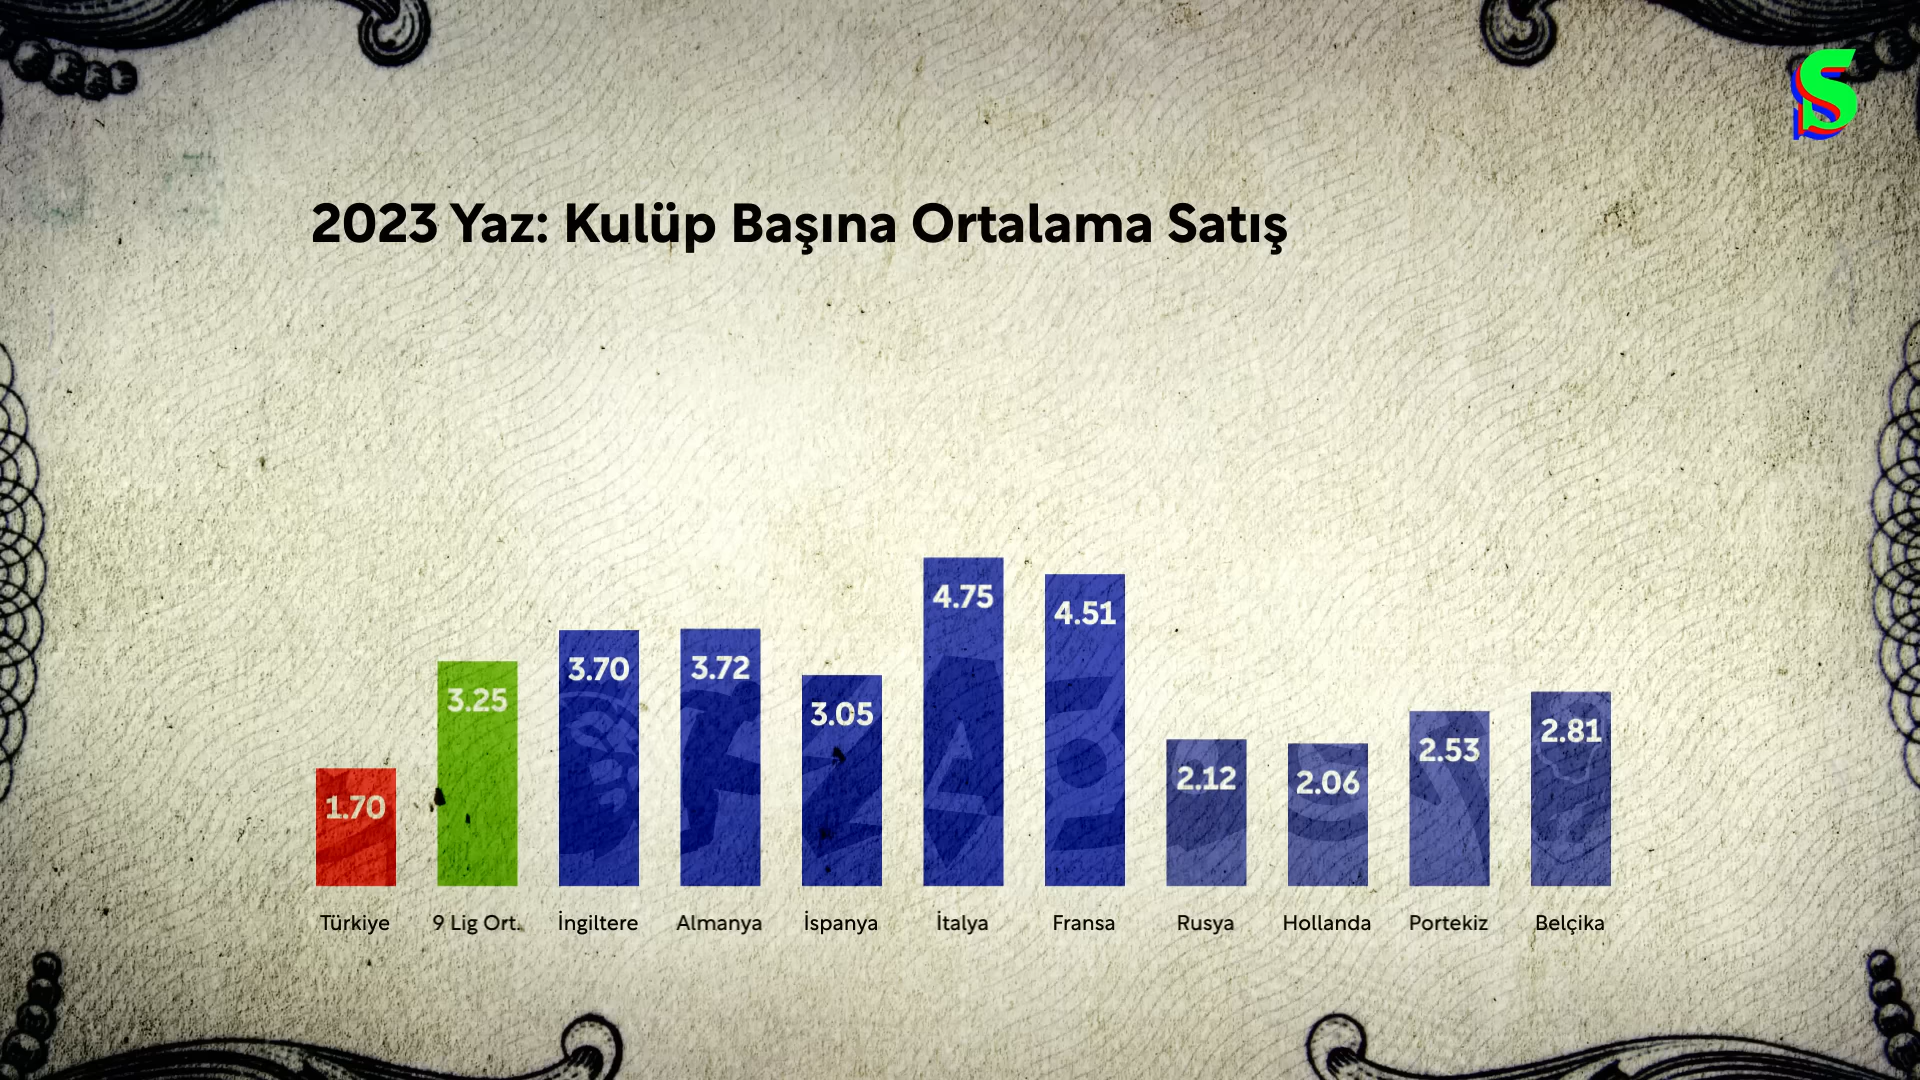 2023 Yaz: Kulüp Başına Ortalama Satış
4.75
4.51
3.70
3.72
3.25
3.05
2.81
2.53
2.12
2.06
1.70
Türkiye
9 Lig Ort.
İngiltere
Almanya
İspanya
İtalya
Fransa
Rusya
Hollanda
Portekiz
Belçika